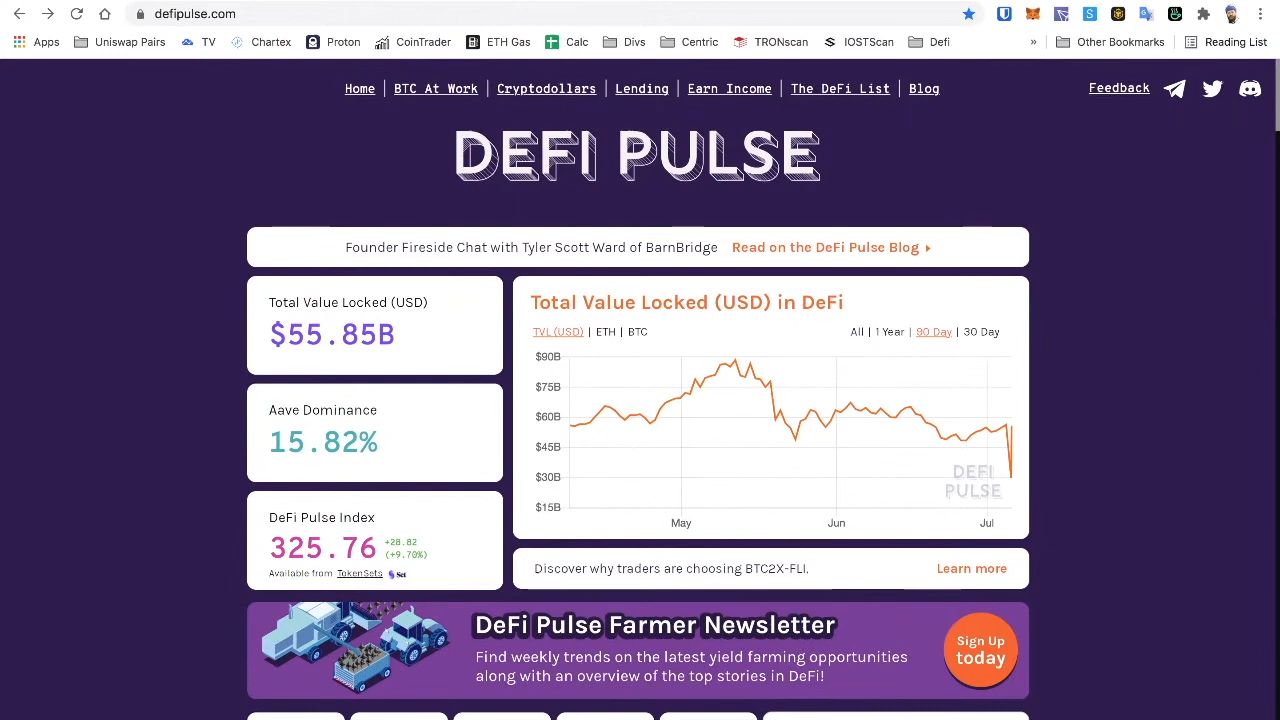 defipulse.com
Apps Uniswap Pairs TV Chartex Proton CoinTrader ETH Gas Calc Divs Centric TRONscan IOSTScan Defi » Other Bookmarks Reading List
Home | BTC At Work | Cryptodollars | Lending | Earn Income | The DeFi List | Blog
Feedback
DEFI PULSE
Founder Fireside Chat with Tyler Scott Ward of BarnBridge Read on the DeFi Pulse Blog
Total Value Locked (USD)
$55.85B
Aave Dominance
15.82%
DeFi Pulse Index
325.76
+28.82
(+9.70%)
Available from TokenSets Set
Total Value Locked (USD) in DeFi
TVL (USD) | ETH | BTC
All | 1 Year | 90 Day | 30 Day
$90B
$75B
$60B
$45B
$30B
$15B
May Jun Jul
DEFI
PULSE
Discover why traders are choosing BTC2X-FLI. Learn more
DeFi Pulse Farmer Newsletter
Find weekly trends on the latest yield farming opportunities
along with an overview of the top stories in DeFi!
Sign Up
today